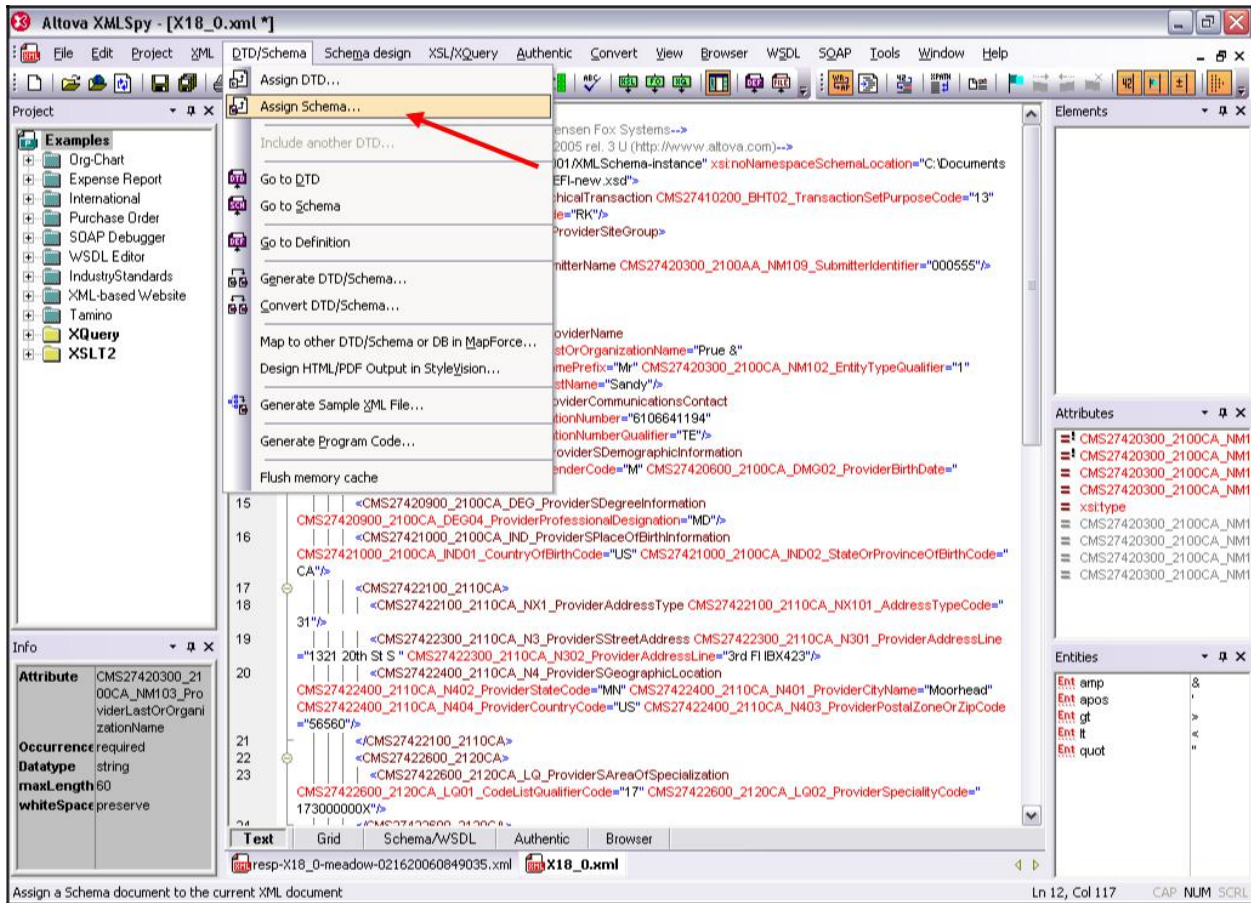 Altova XMLSpy - [X18_0.xml *]
File Edit Project XML DTD/Schema Schema design XSL/XQuery Authentic Convert View Browser WSDL SOAP Tools Window Help
Project
Examples
Org-Chart
Expense Report
International
Purchase Order
SOAP Debugger
WSDL Editor
IndustryStandards
XML-based Website
Tamino
XQuery
XSLT2
Assign DTD...
Assign Schema...
Include another DTD...
Go to DTD
Go to Schema
Go to Definition
Generate DTD/Schema...
Convert DTD/Schema...
Map to other DTD/Schema or DB in MapForce...
Design HTML/PDF Output in StyleVision...
Generate Sample XML File...
Generate Program Code...
Flush memory cache
ensen Fox Systems-->
2005 rel. 3 U (http://www.altova.com)-->
001/XMLSchema-instance" xsi:noNamespaceSchemaLocation="C:\Documents
EFI-new.xsd">
hicalTransaction CMS27410200_BHT02_TransactionSetPurposeCode="13"
e="RK"/>
ProviderSiteGroup>
mitterName CMS27420300_2100AA_NM109_SubmitterIdentifier="000555"/>
oviderName
stOrOrganizationName="Prue &"
mePrefix="Mr" CMS27420300_2100CA_NM102_EntityTypeQualifier="1"
stName="Sandy"/>
oviderCommunicationsContact
tionNumber="6106641194"
tionNumberQualifier="TE"/>
oviderSDemographicInformation
enderCode="M" CMS27420600_2100CA_DMG02_ProviderBirthDate="
15 <CMS27420900_2100CA_DEG_ProviderSDegreeInformation
CMS27420900_2100CA_DEG04_ProviderProfessionalDesignation="MD"/>
16 <CMS27421000_2100CA_IND_ProviderSPlaceOfBirthInformation
CMS27421000_2100CA_IND01_CountryOfBirthCode="US" CMS27421000_2100CA_IND02_StateOrProvinceOfBirthCode="
CA"/>
17 <CMS27422100_2110CA>
18 <CMS27422100_2110CA_NX1_ProviderAddressType CMS27422100_2110CA_NX101_AddressTypeCode="
31"/>
19 <CMS27422300_2110CA_N3_ProviderSStreetAddress CMS27422300_2110CA_N301_ProviderAddressLine
="1321 20th St S " CMS27422300_2110CA_N302_ProviderAddressLine="3rd Fl IBX423"/>
20 <CMS27422400_2110CA_N4_ProviderSGeographicLocation
CMS27422400_2110CA_N402_ProviderStateCode="MN" CMS27422400_2110CA_N401_ProviderCityName="Moorhead"
CMS27422400_2110CA_N404_ProviderCountryCode="US" CMS27422400_2110CA_N403_ProviderPostalZoneOrZipCode
="56560"/>
21 </CMS27422100_2110CA>
22 <CMS27422600_2120CA>
23 <CMS27422600_2120CA_LQ_ProviderSAreaOfSpecialization
CMS27422600_2120CA_LQ01_CodeListQualifierCode="17" CMS27422600_2120CA_LQ02_ProviderSpecialityCode="
173000000X"/>
Elements
Attributes
CMS27420300_2100CA_NM1
CMS27420300_2100CA_NM1
CMS27420300_2100CA_NM1
CMS27420300_2100CA_NM1
xsi:type
CMS27420300_2100CA_NM1
CMS27420300_2100CA_NM1
CMS27420300_2100CA_NM1
CMS27420300_2100CA_NM1
Entities
Ent amp &
Ent apos '
Ent gt >
Ent lt <
Ent quot "
Info
Attribute CMS27420300_21
00CA_NM103_Pro
viderLastOrOrgani
zationName
Occurrence required
Datatype string
maxLength 60
whiteSpace preserve
Text Grid Schema/WSDL Authentic Browser
resp-X18_0-meadow-021620060849035.xml X18_0.xml
Assign a Schema document to the current XML document Ln 12, Col 117 CAP NUM SCRL